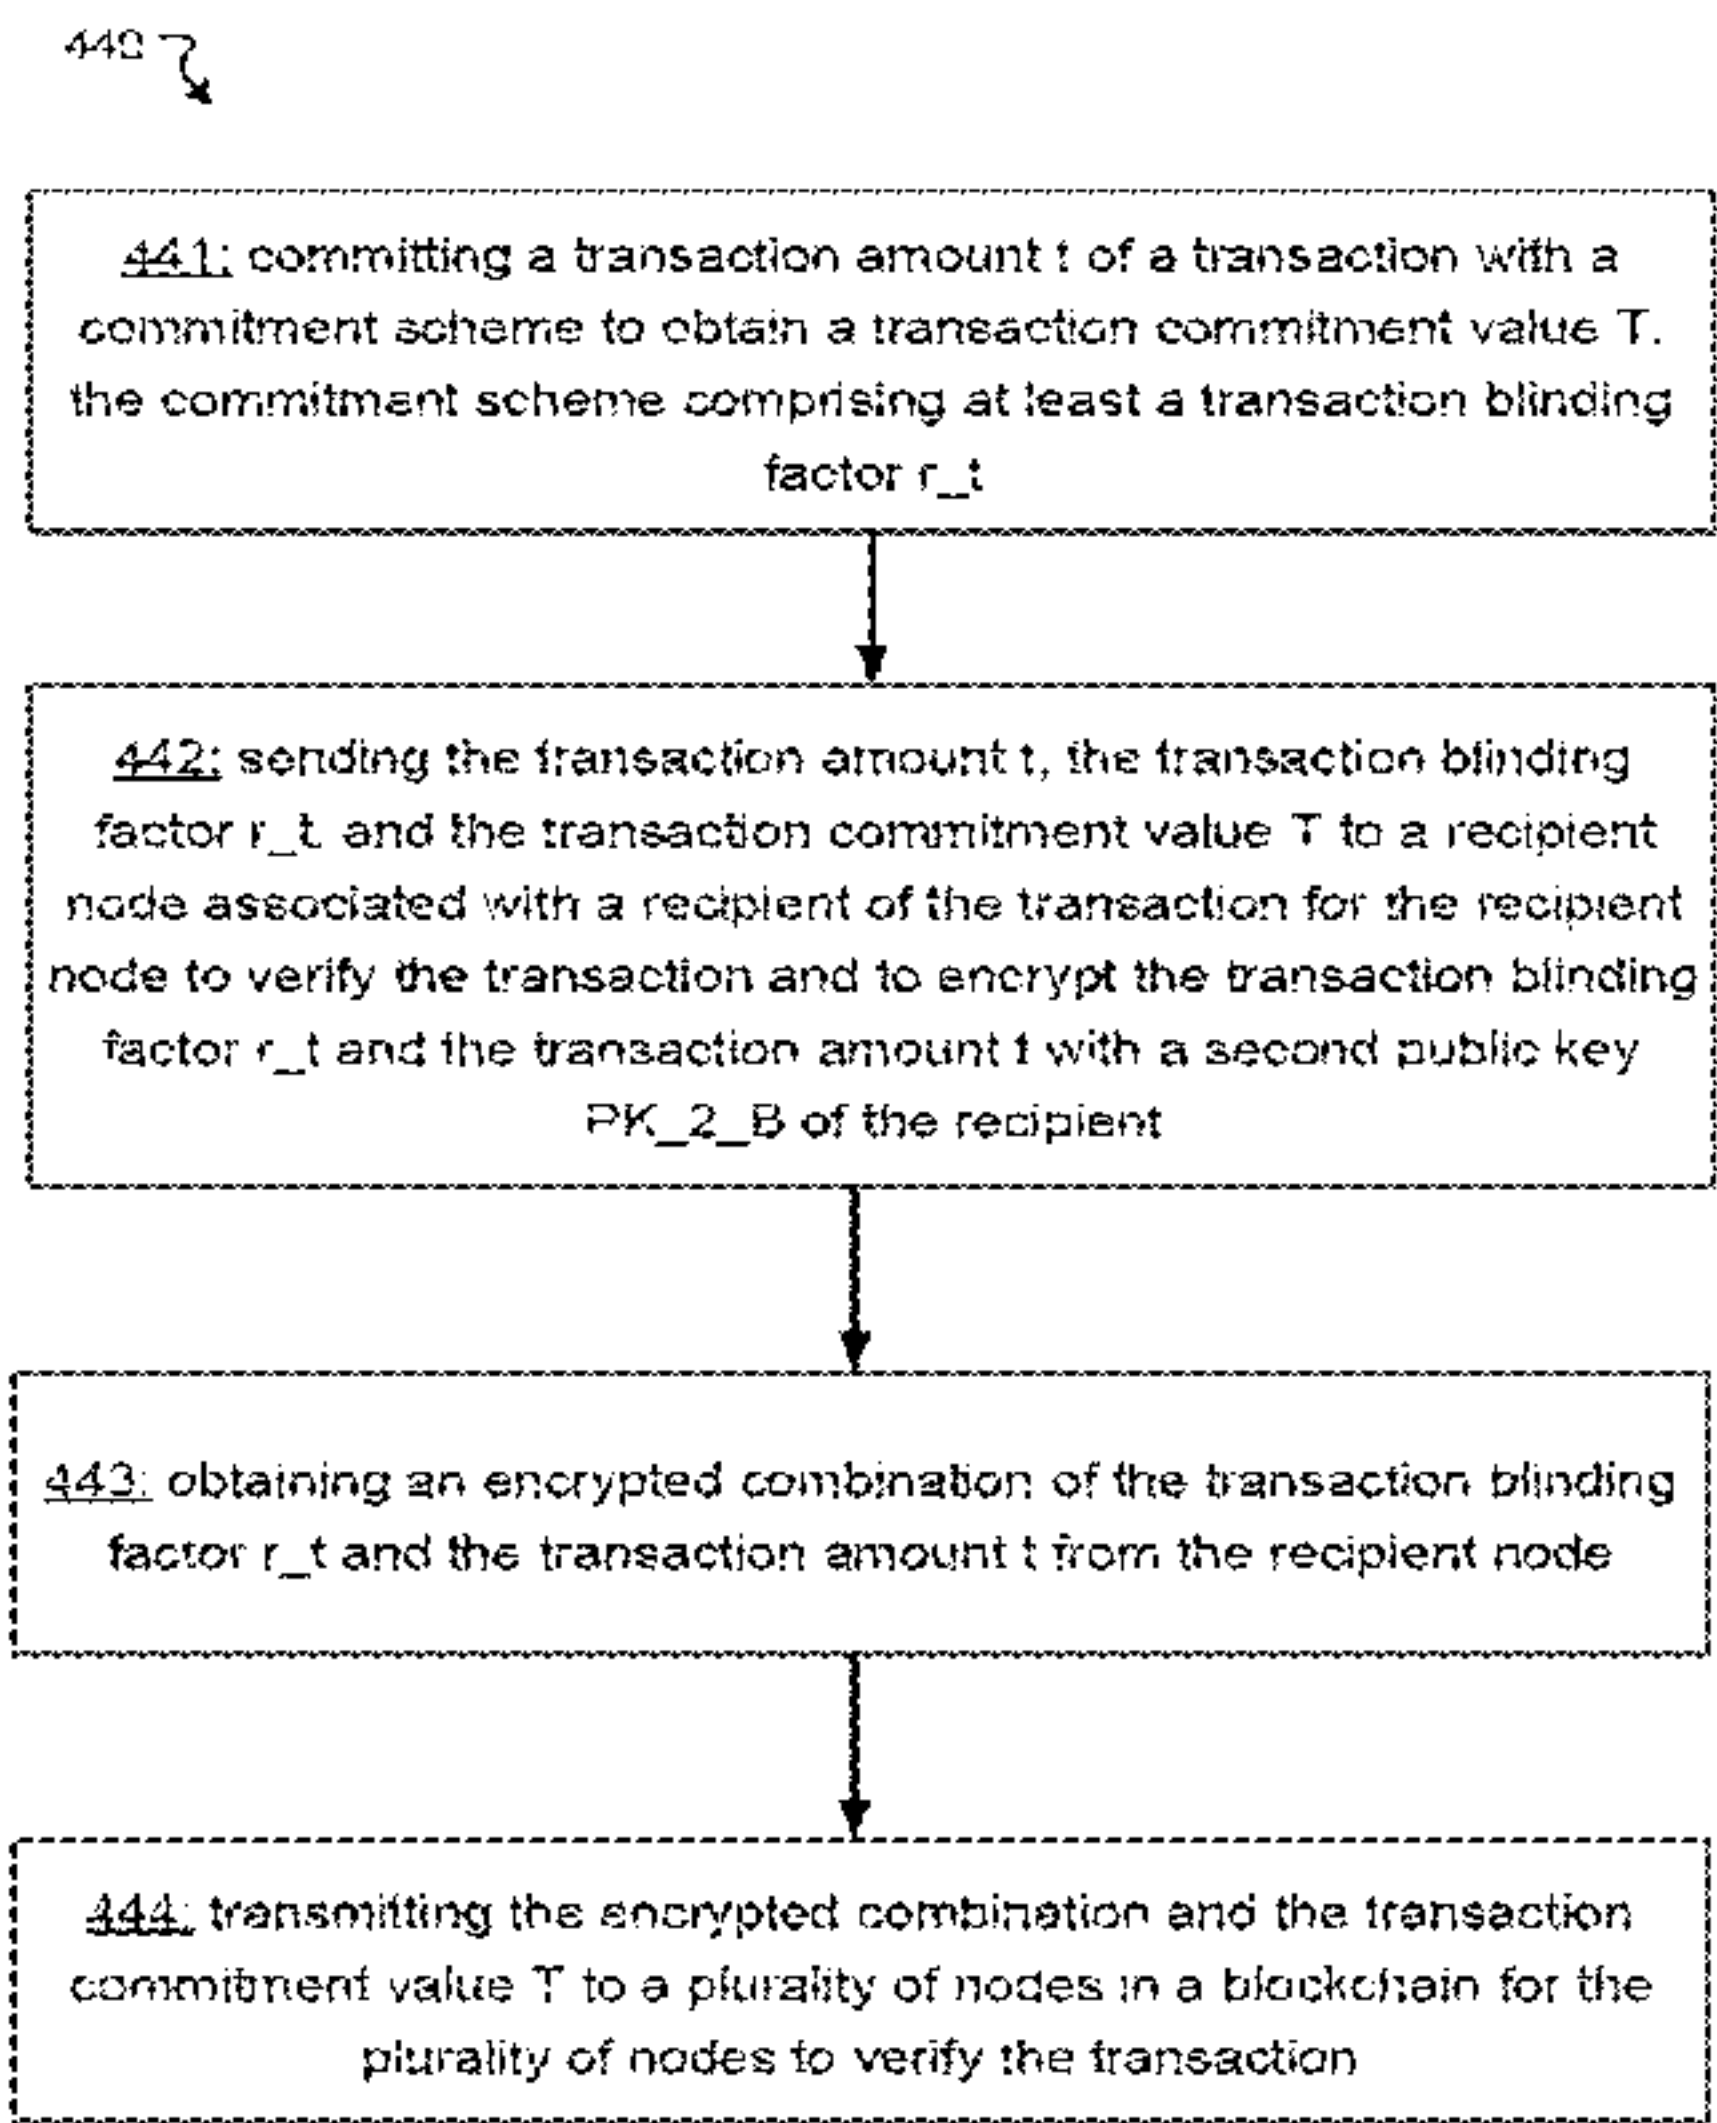 440
441: committing a transaction amount t of a transaction with a
commitment scheme to obtain a transaction commitment value T,
the commitment scheme comprising at least a transaction blinding
factor r_t
442: sending the transaction amount t, the transaction blinding
factor r_t and the transaction commitment value T to a recipient
node associated with a recipient of the transaction for the recipient
node to verify the transaction and to encrypt the transaction blinding
factor r_t and the transaction amount t with a second public key
PK_2_B of the recipient
443: obtaining an encrypted combination of the transaction blinding
factor r_t and the transaction amount t from the recipient node
444: transmitting the encrypted combination and the transaction
commitment value T to a plurality of nodes in a blockchain for the
plurality of nodes to verify the transaction